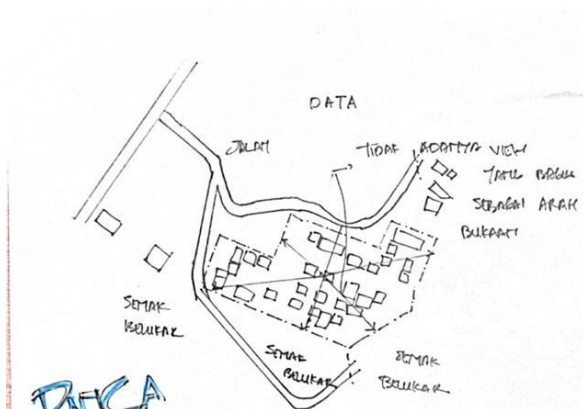 DATA
JALAN
TIDAK ADANYA VIEW
YANG BAGUS
SEBAGAI ARAH
BUKAAN
SEMAK
BELUKAR
SEMAK
BELUKAR
SEMAK
BELUKAR